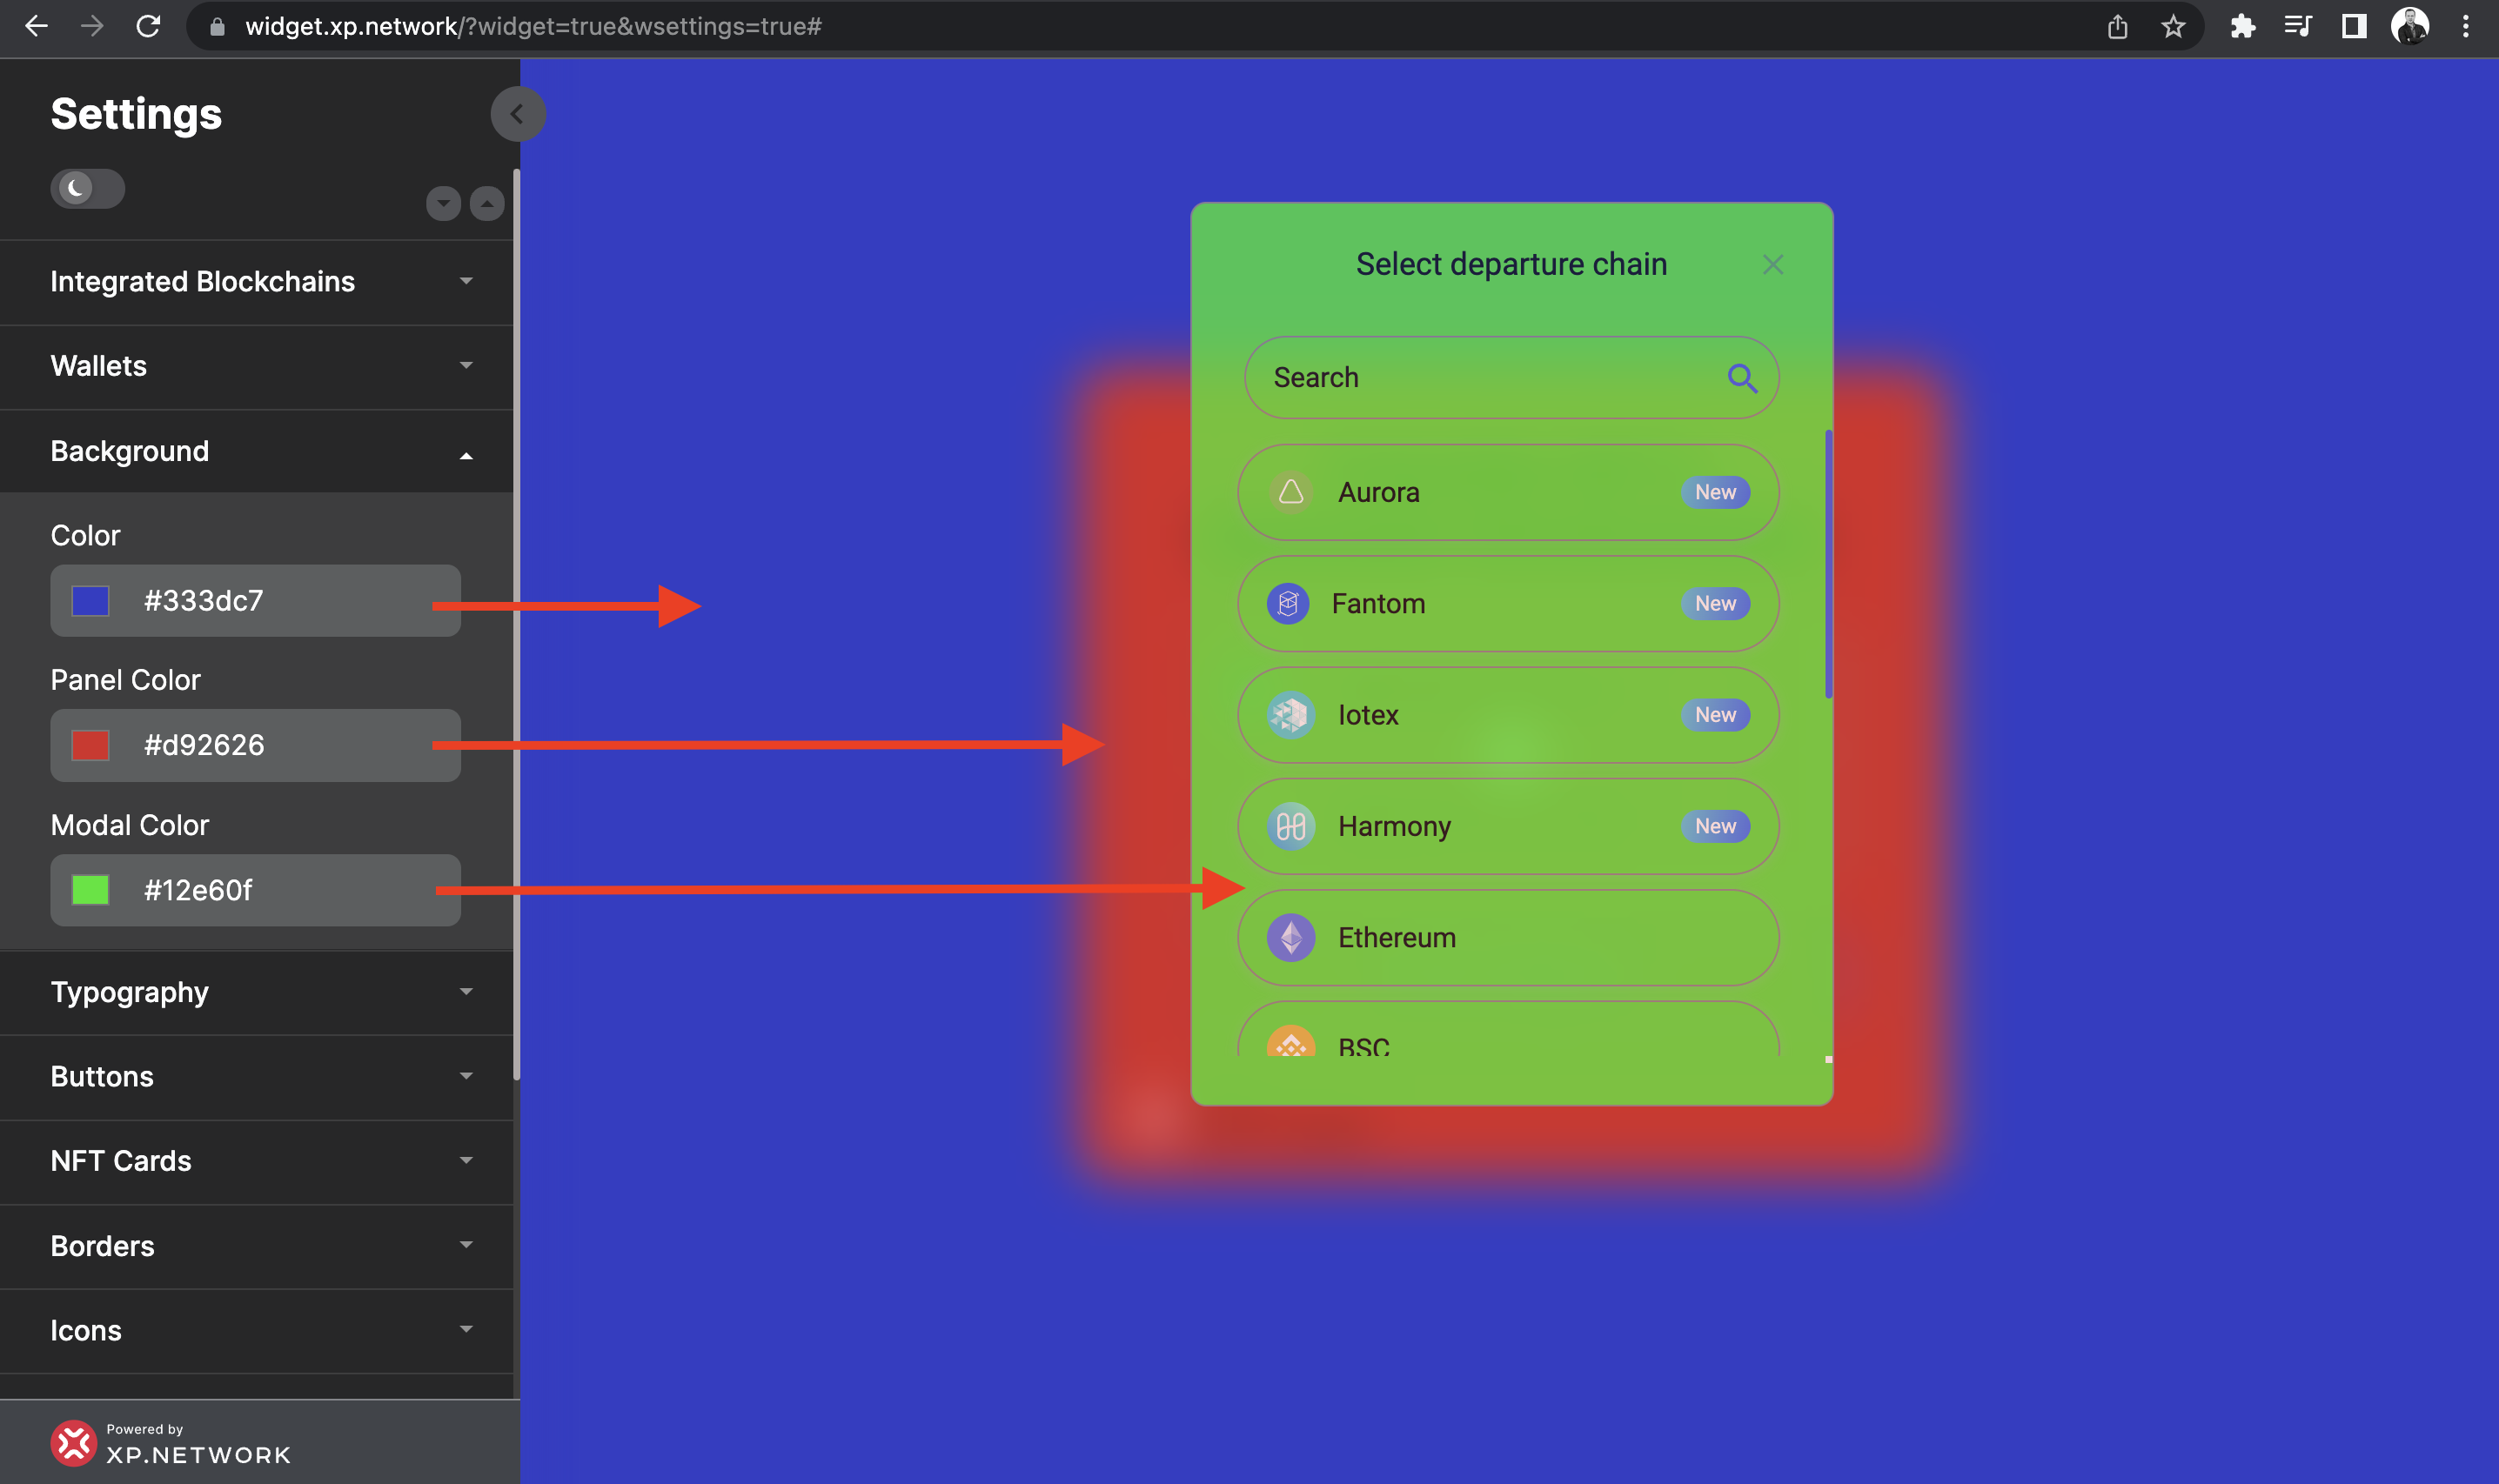 widget.xp.network/?widget=true&wsettings=true#
Settings
Integrated Blockchains
Wallets
Background
Color
#333dc7
Panel Color
#d92626
Modal Color
#12e60f
Typography
Buttons
NFT Cards
Borders
Icons
Powered by
XP.NETWORK
Select departure chain
Search
Aurora New
Fantom New
Iotex New
Harmony New
Ethereum
BSC